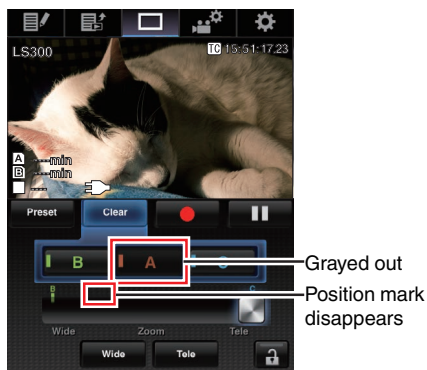 LS300
TC 15:51:17.23
A ----min
B ----min
----
Preset
Clear
B
A
C
Grayed out
B
C
Position mark
disappears
Wide
Zoom
Tele
Wide
Tele